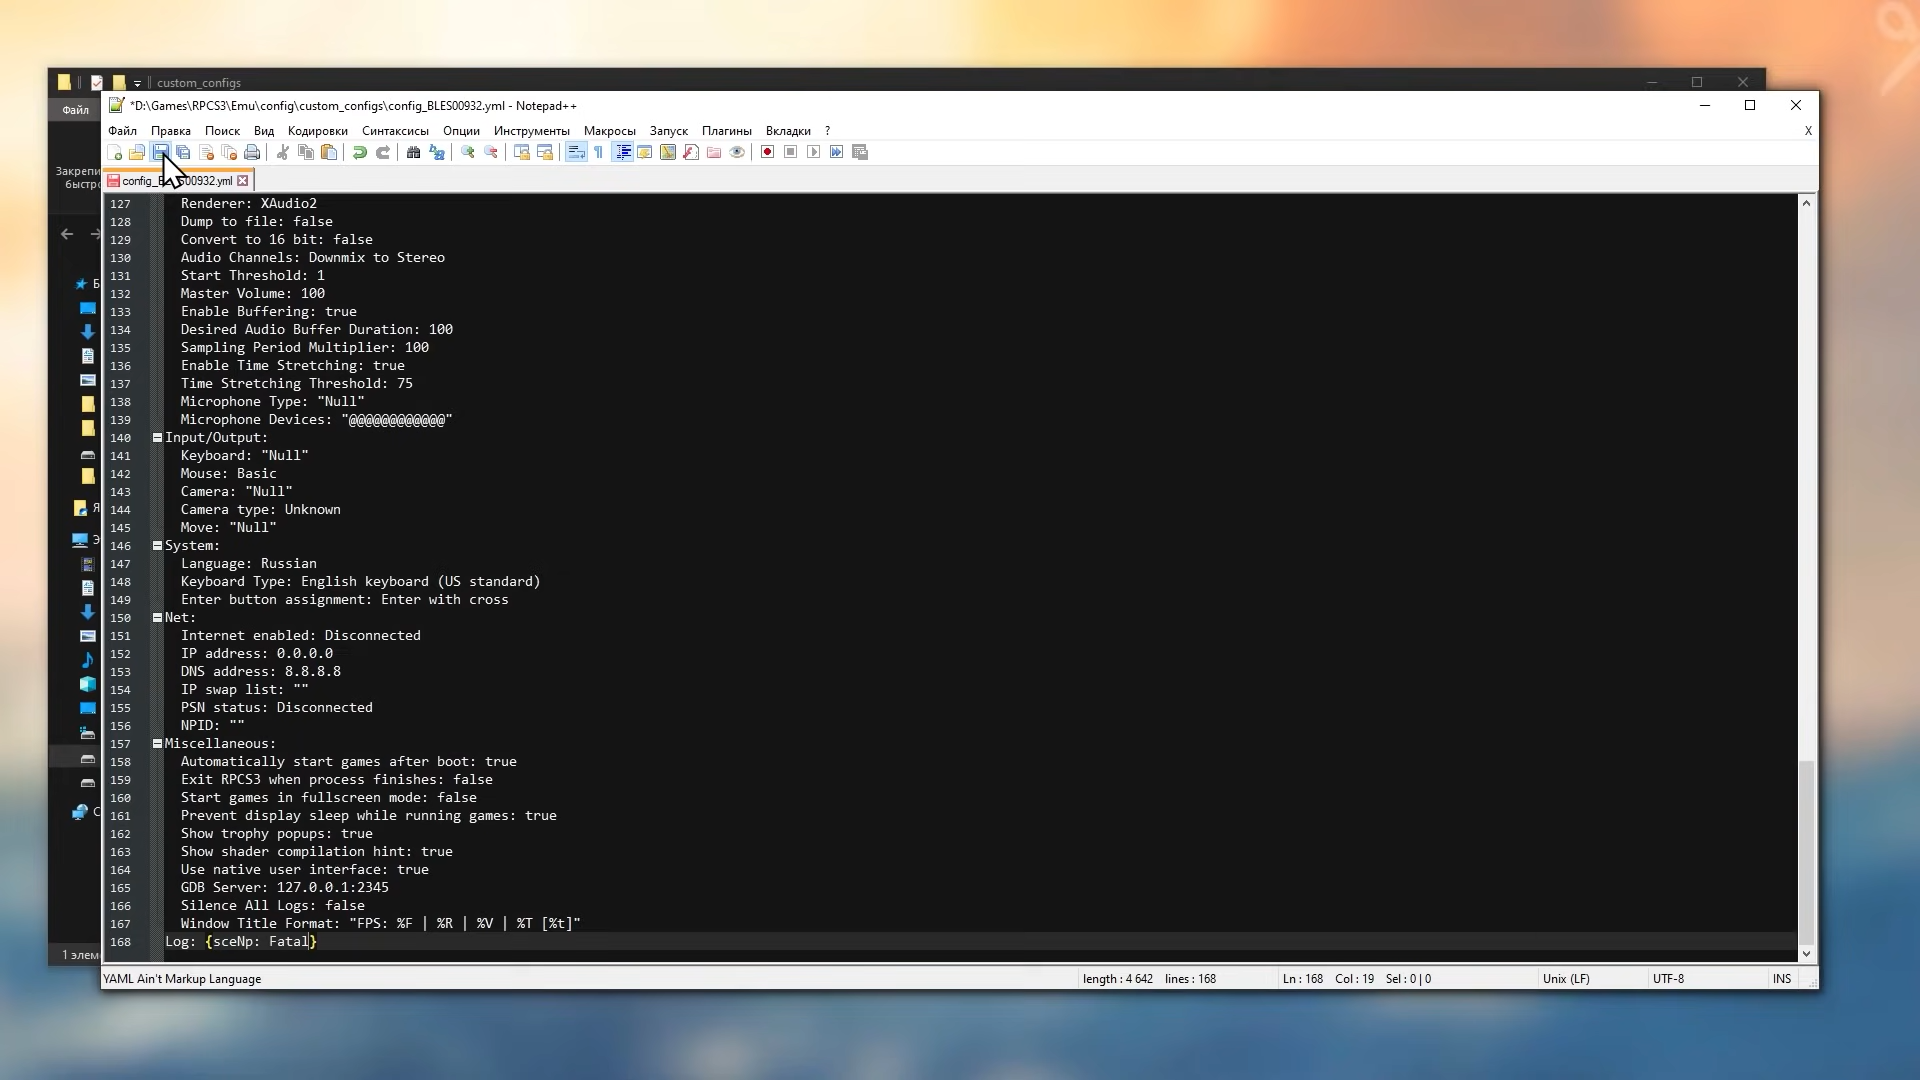 custom_configs
Файл
*D:\Games\RPCS3\Emu\config\custom_configs\config_BLES00932.yml - Notepad++
Файл Правка Поиск Вид Кодировки Синтаксисы Опции Инструменты Макросы Запуск Плагины Вкладки ? X
Закрепи
быстро
.yml
127 Renderer: XAudio2
128 Dump to file: false
129 Convert to 16 bit: false
130 Audio Channels: Downmix to Stereo
131 Start Threshold: 1
132 Master Volume: 100
133 Enable Buffering: true
134 Desired Audio Buffer Duration: 100
135 Sampling Period Multiplier: 100
136 Enable Time Stretching: true
137 Time Stretching Threshold: 75
138 Microphone Type: "Null"
139 Microphone Devices: "@@@@@@@@@@@@"
140 Input/Output:
141 Keyboard: "Null"
142 Mouse: Basic
143 Camera: "Null"
144 Camera type: Unknown
145 Move: "Null"
146 System:
147 Language: Russian
148 Keyboard Type: English keyboard (US standard)
149 Enter button assignment: Enter with cross
150 Net:
151 Internet enabled: Disconnected
152 IP address: 0.0.0.0
153 DNS address: 8.8.8.8
154 IP swap list: ""
155 PSN status: Disconnected
156 NPID: ""
157 Miscellaneous:
158 Automatically start games after boot: true
159 Exit RPCS3 when process finishes: false
160 Start games in fullscreen mode: false
161 Prevent display sleep while running games: true
162 Show trophy popups: true
163 Show shader compilation hint: true
164 Use native user interface: true
165 GDB Server: 127.0.0.1:2345
166 Silence All Logs: false
167 Window Title Format: "FPS: %F | %R | %V | %T [%t]"
168 Log: {sceNp: Fatal}
1 элем
YAML Ain't Markup Language length : 4 642 lines : 168 Ln : 168 Col : 19 Sel : 0 | 0 Unix (LF) UTF-8 INS